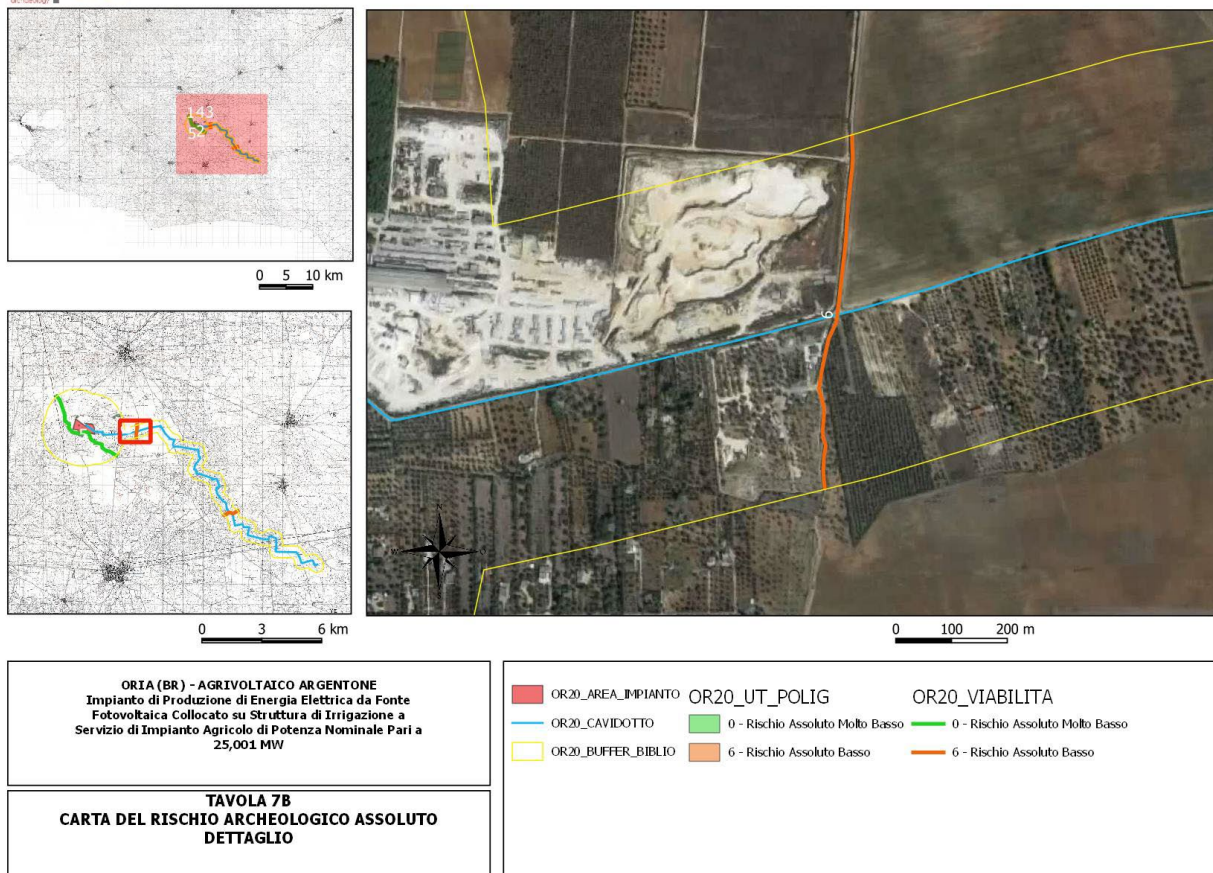 archeology
143
52
0 5 10 km
0 3 6 km
6
N
W
O
S
0 100 200 m
ORIA (BR) - AGRIVOLTAICO ARGENTONE
Impianto di Produzione di Energia Elettrica da Fonte
Fotovoltaica Collocato su Struttura di Irrigazione a
Servizio di Impianto Agricolo di Potenza Nominale Pari a
25,001 MW
TAVOLA 7B
CARTA DEL RISCHIO ARCHEOLOGICO ASSOLUTO
DETTAGLIO
OR20_AREA_IMPIANTO
OR20_CAVIDOTTO
OR20_BUFFER_BIBLIO
OR20_UT_POLIG
0 - Rischio Assoluto Molto Basso
6 - Rischio Assoluto Basso
OR20_VIABILITA
0 - Rischio Assoluto Molto Basso
6 - Rischio Assoluto Basso